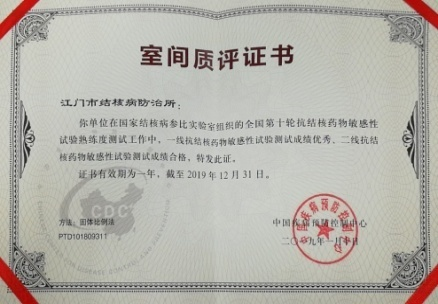 室间质评证书
江门市结核病防治所：
你单位在国家结核病参比实验室组织的全国第十轮抗结核药物敏感性
试验熟练度测试工作中，一线抗结核药物敏感性试验测试成绩优秀、二线抗结
核药物敏感性试验测试成绩合格，特发此证。
证书有效期为一年，截至2019年12月31日。
CDC
方法：固体比例法
PTD101809311
中国疾病预防控制中心
二〇一九年一月